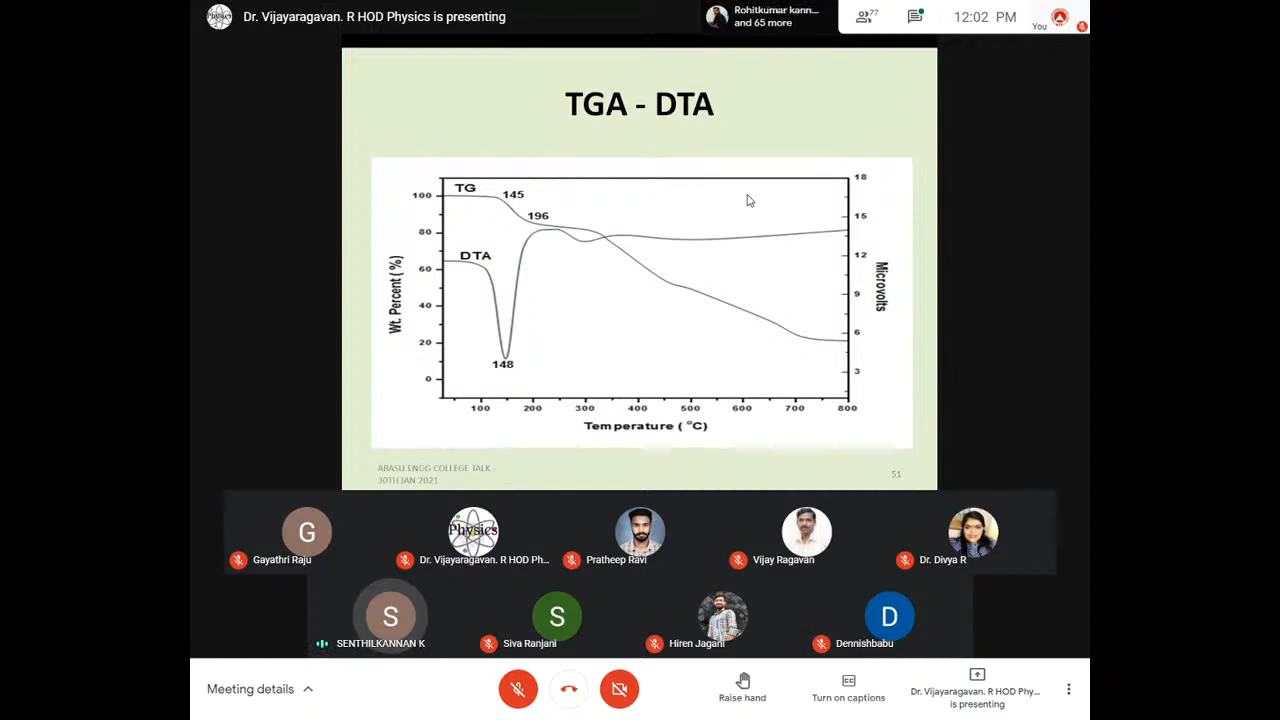 Dr. Vijayaragavan. R HOD Physics is presenting
Rohitkumar kann...
and 65 more
77
12:02 PM
You
TGA - DTA
TG
145
196
DTA
148
100
80
60
40
20
0
Wt. Percent ( %)
18
15
12
9
6
3
Microvolts
100 200 300 400 500 600 700 800
Temperature ( °C)
ARASU ENGG COLLEGE TALK -
30TH JAN 2021
51
G
Physics
Gayathri Raju
Dr. Vijayaragavan. R HOD Ph...
Pratheep Ravi
Vijay Ragavan
Dr. Divya R
S
S
D
SENTHILKANNAN K
Siva Ranjani
Hiren Jagani
Dennishbabu
Meeting details
Raise hand
Turn on captions
Dr. Vijayaragavan. R HOD Phy...
is presenting